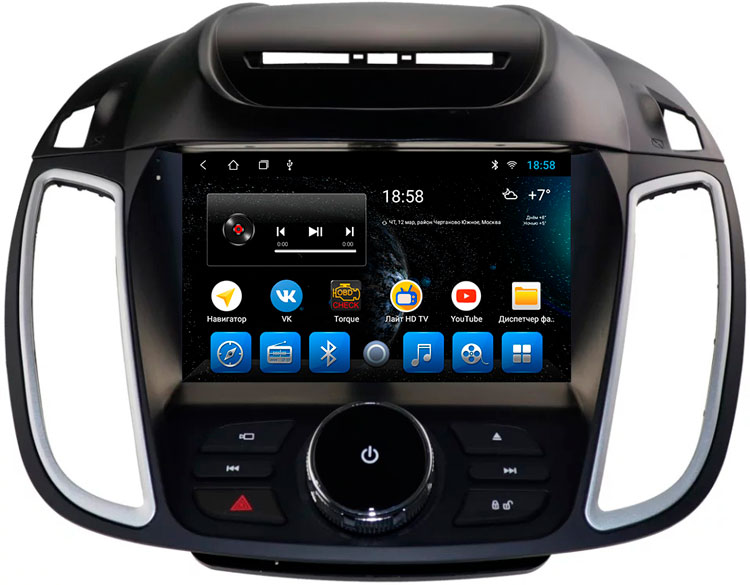 18:58
18:58
+7°
ЧТ, 12 мар, район Чертаново Южное, Москва
Днём +8°
Ночью +5°
0:00
0:00
OBD
CHECK
Навигатор
VK
Torque
Лайт HD TV
YouTube
Диспетчер фа..